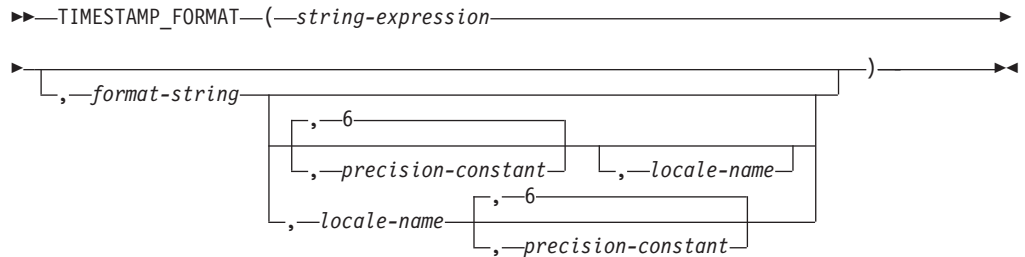 TIMESTAMP_FORMAT ( string-expression
)
, format-string
, 6
, precision-constant , locale-name
, 6
, locale-name
, precision-constant